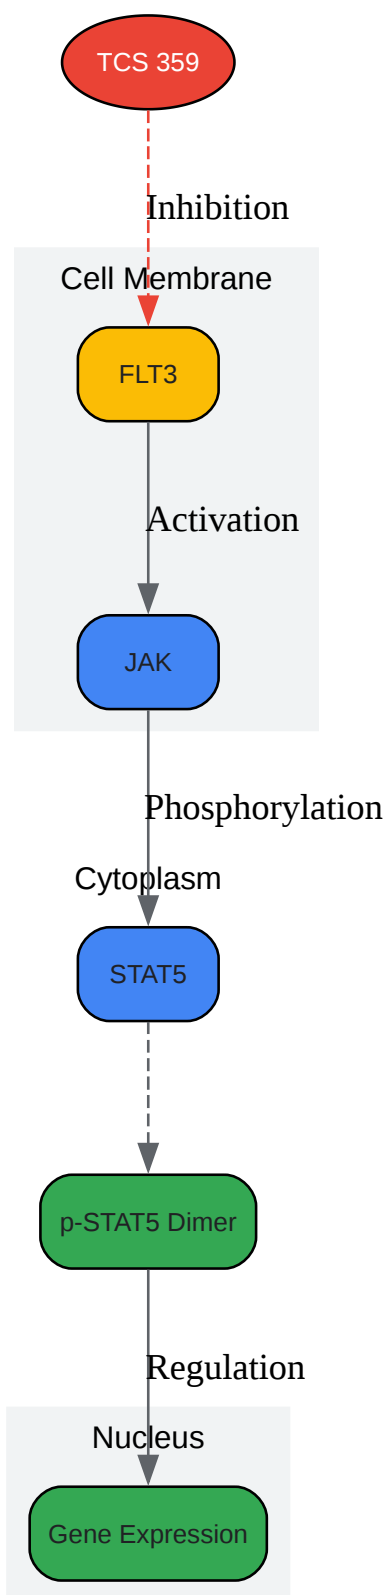 TCS 359
Inhibition
Cell Membrane
FLT3
Activation
JAK
Phosphorylation
Cytoplasm
STAT5
p-STAT5 Dimer
Regulation
Nucleus
Gene Expression